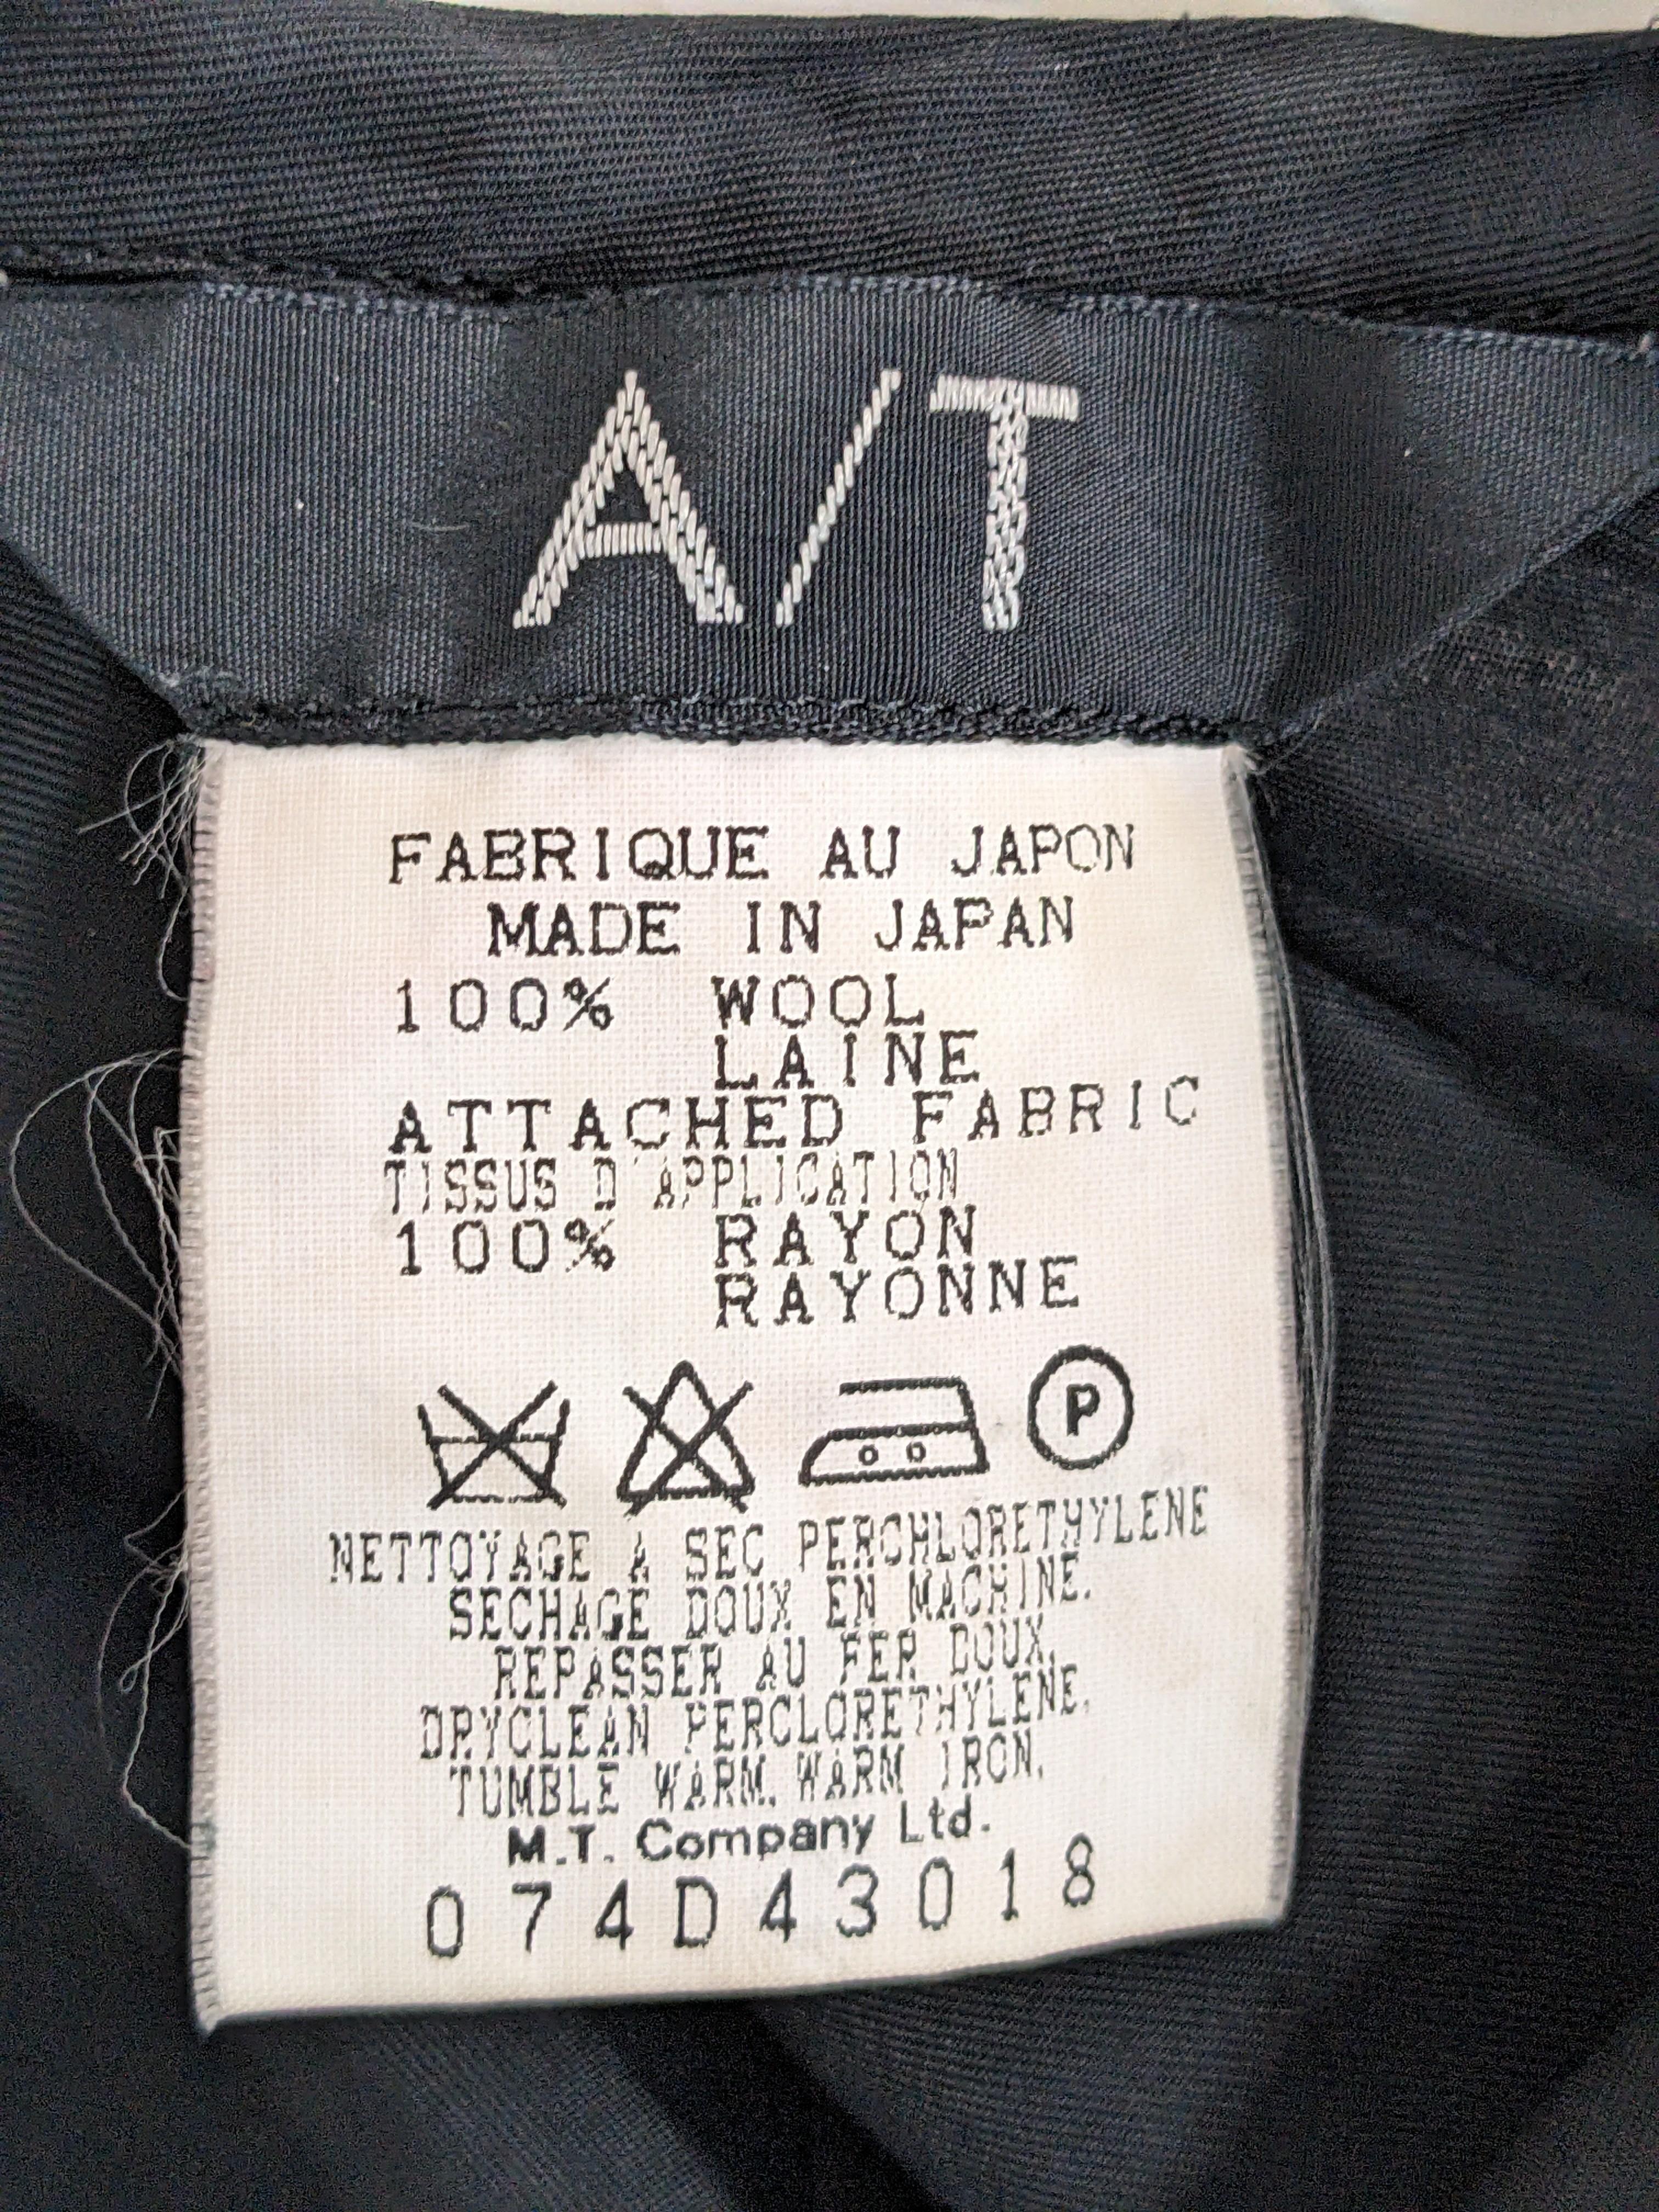 A/T
FABRIQUE AU JAPON
MADE IN JAPAN
100% WOOL
LAINE
ATTACHED FABRIC
TISSUS D'APPLICATION
100% RAYON
RAYONNE
P
NETTOYAGE A SEC PERCHLORETHYLENE
SECHAGE DOUX EN MACHINE.
REPASSER AU FER DOUX.
DRYCLEAN PERCLORETHYLENE.
TUMBLE WARM. WARM IRON.
M.T. Company Ltd.
074D43018